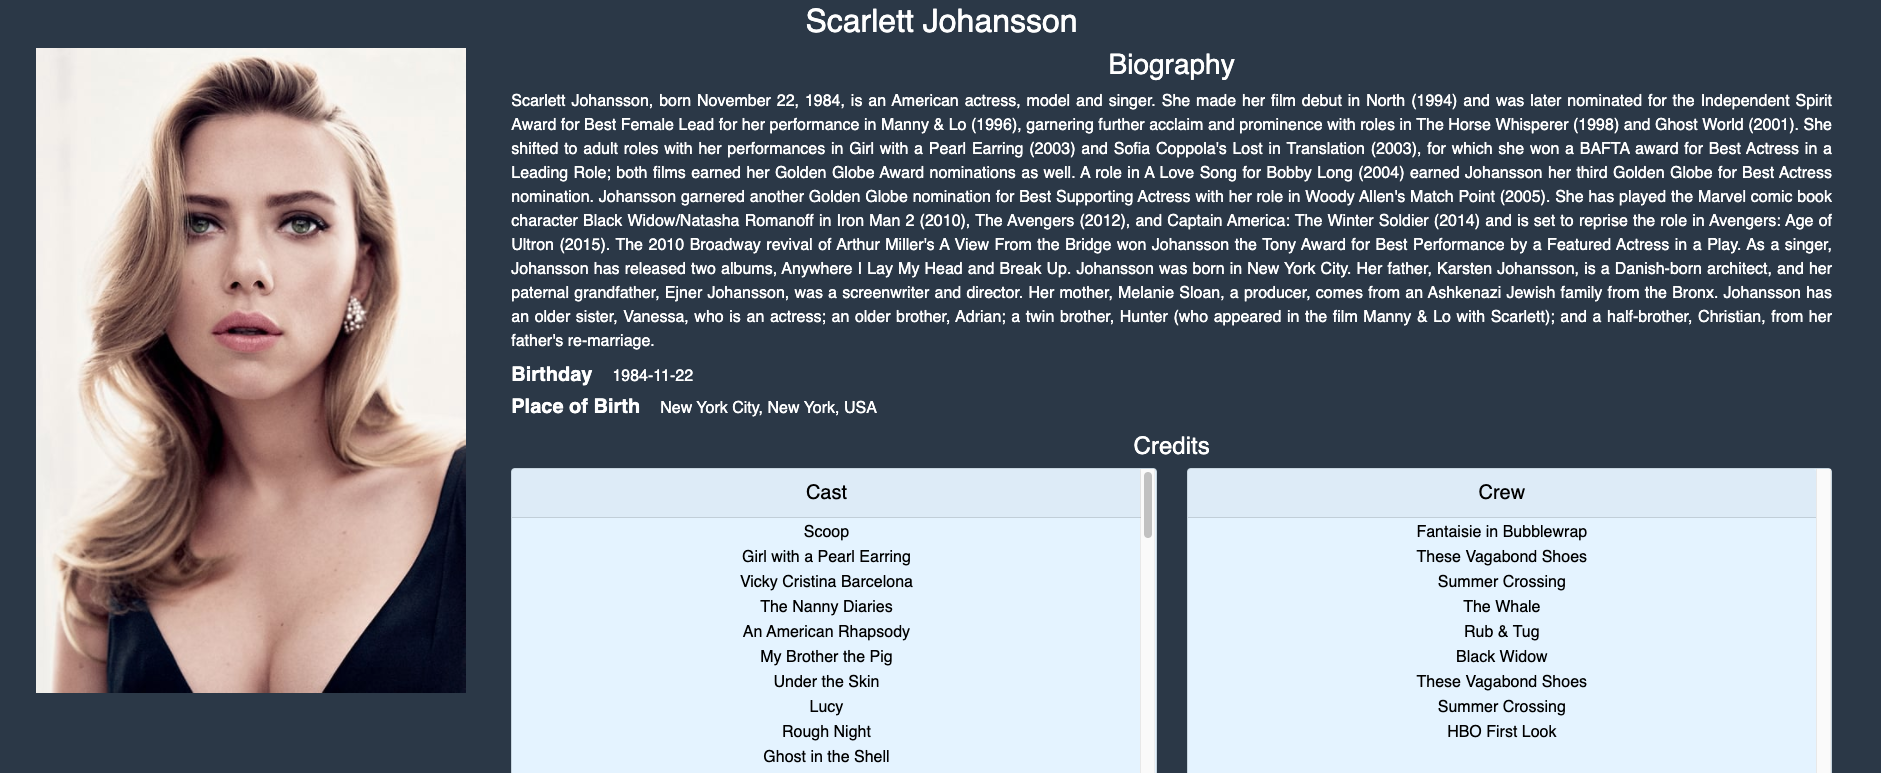 Scarlett Johansson
Biography
Scarlett Johansson, born November 22, 1984, is an American actress, model and singer. She made her film debut in North (1994) and was later nominated for the Independent Spirit
Award for Best Female Lead for her performance in Manny & Lo (1996), garnering further acclaim and prominence with roles in The Horse Whisperer (1998) and Ghost World (2001). She
shifted to adult roles with her performances in Girl with a Pearl Earring (2003) and Sofia Coppola's Lost in Translation (2003), for which she won a BAFTA award for Best Actress in a
Leading Role; both films earned her Golden Globe Award nominations as well. A role in A Love Song for Bobby Long (2004) earned Johansson her third Golden Globe for Best Actress
nomination. Johansson garnered another Golden Globe nomination for Best Supporting Actress with her role in Woody Allen's Match Point (2005). She has played the Marvel comic book
character Black Widow/Natasha Romanoff in Iron Man 2 (2010), The Avengers (2012), and Captain America: The Winter Soldier (2014) and is set to reprise the role in Avengers: Age of
Ultron (2015). The 2010 Broadway revival of Arthur Miller's A View From the Bridge won Johansson the Tony Award for Best Performance by a Featured Actress in a Play. As a singer,
Johansson has released two albums, Anywhere I Lay My Head and Break Up. Johansson was born in New York City. Her father, Karsten Johansson, is a Danish-born architect, and her
paternal grandfather, Ejner Johansson, was a screenwriter and director. Her mother, Melanie Sloan, a producer, comes from an Ashkenazi Jewish family from the Bronx. Johansson has
an older sister, Vanessa, who is an actress; an older brother, Adrian; a twin brother, Hunter (who appeared in the film Manny & Lo with Scarlett); and a half-brother, Christian, from her
father's re-marriage.
Birthday 1984-11-22
Place of Birth New York City, New York, USA
Credits
Cast
Scoop
Girl with a Pearl Earring
Vicky Cristina Barcelona
The Nanny Diaries
An American Rhapsody
My Brother the Pig
Under the Skin
Lucy
Rough Night
Ghost in the Shell
Crew
Fantaisie in Bubblewrap
These Vagabond Shoes
Summer Crossing
The Whale
Rub & Tug
Black Widow
These Vagabond Shoes
Summer Crossing
HBO First Look